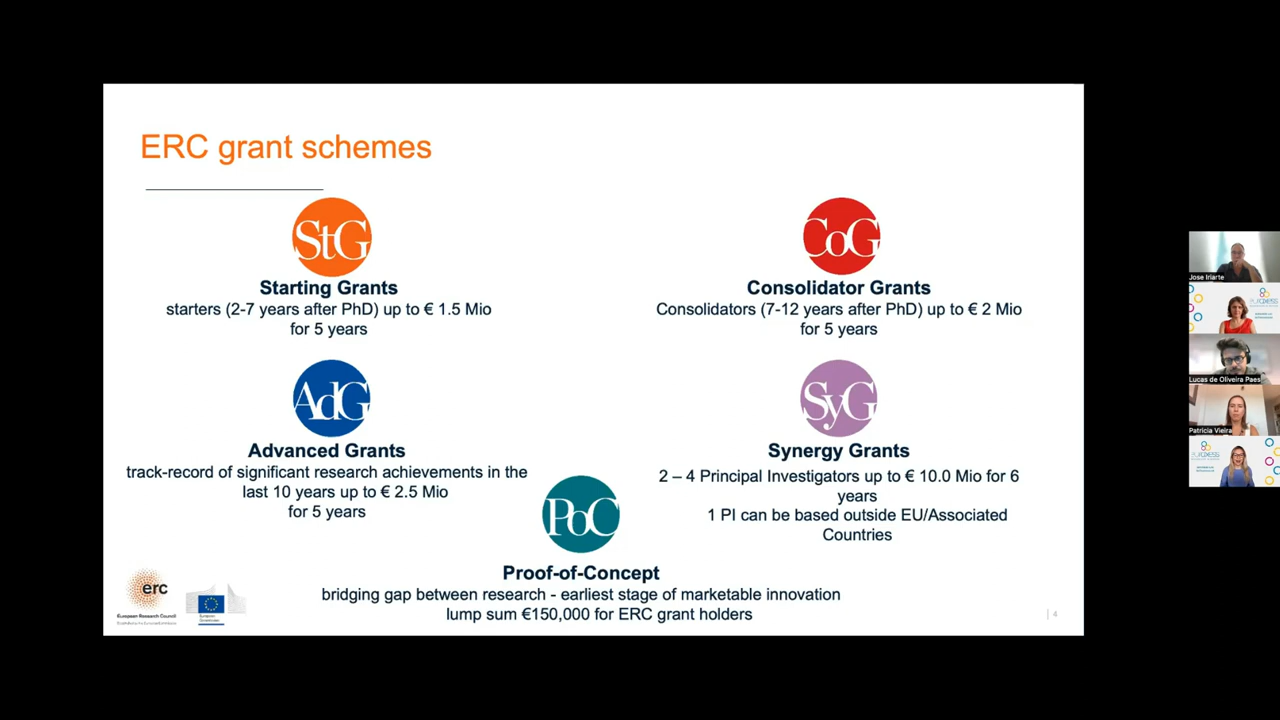 ERC grant schemes
StG
Starting Grants
starters (2-7 years after PhD) up to € 1.5 Mio
for 5 years
CoG
Consolidator Grants
Consolidators (7-12 years after PhD) up to € 2 Mio
for 5 years
AdG
Advanced Grants
track-record of significant research achievements in the
last 10 years up to € 2.5 Mio
for 5 years
SyG
Synergy Grants
2 – 4 Principal Investigators up to € 10.0 Mio for 6
years
1 PI can be based outside EU/Associated
Countries
PoC
Proof-of-Concept
bridging gap between research - earliest stage of marketable innovation
lump sum €150,000 for ERC grant holders
erc
European Research Council
European
Commission
4
Jose Iriarte
euraxess
Lucas de Oliveira Paes
Patricia Vieira
euraxess